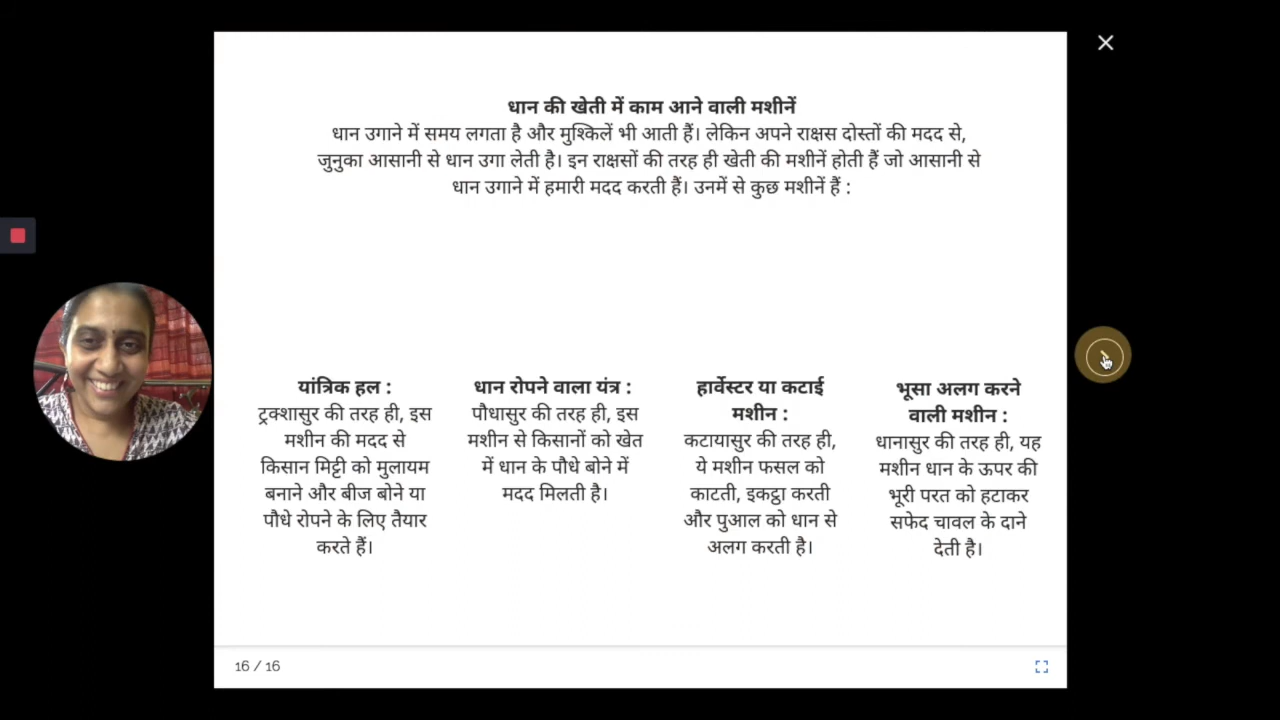 धान की खेती में काम आने वाली मशीनें
धान उगाने में समय लगता है और मुश्किलें भी आती हैं। लेकिन अपने राक्षस दोस्तों की मदद से,
जुनुका आसानी से धान उगा लेती है। इन राक्षसों की तरह ही खेती की मशीनें होती हैं जो आसानी से
धान उगाने में हमारी मदद करती हैं। उनमें से कुछ मशीनें हैं :
यांत्रिक हल :
ट्रक्शासुर की तरह ही, इस
मशीन की मदद से
किसान मिट्टी को मुलायम
बनाने और बीज बोने या
पौधे रोपने के लिए तैयार
करते हैं।
धान रोपने वाला यंत्र :
पौधासुर की तरह ही, इस
मशीन से किसानों को खेत
में धान के पौधे बोने में
मदद मिलती है।
हार्वेस्टर या कटाई
मशीन :
कटायासुर की तरह ही,
ये मशीन फसल को
काटती, इकट्ठा करती
और पुआल को धान से
अलग करती है।
भूसा अलग करने
वाली मशीन :
धानासुर की तरह ही, यह
मशीन धान के ऊपर की
भूरी परत को हटाकर
सफेद चावल के दाने
देती है।
16 / 16